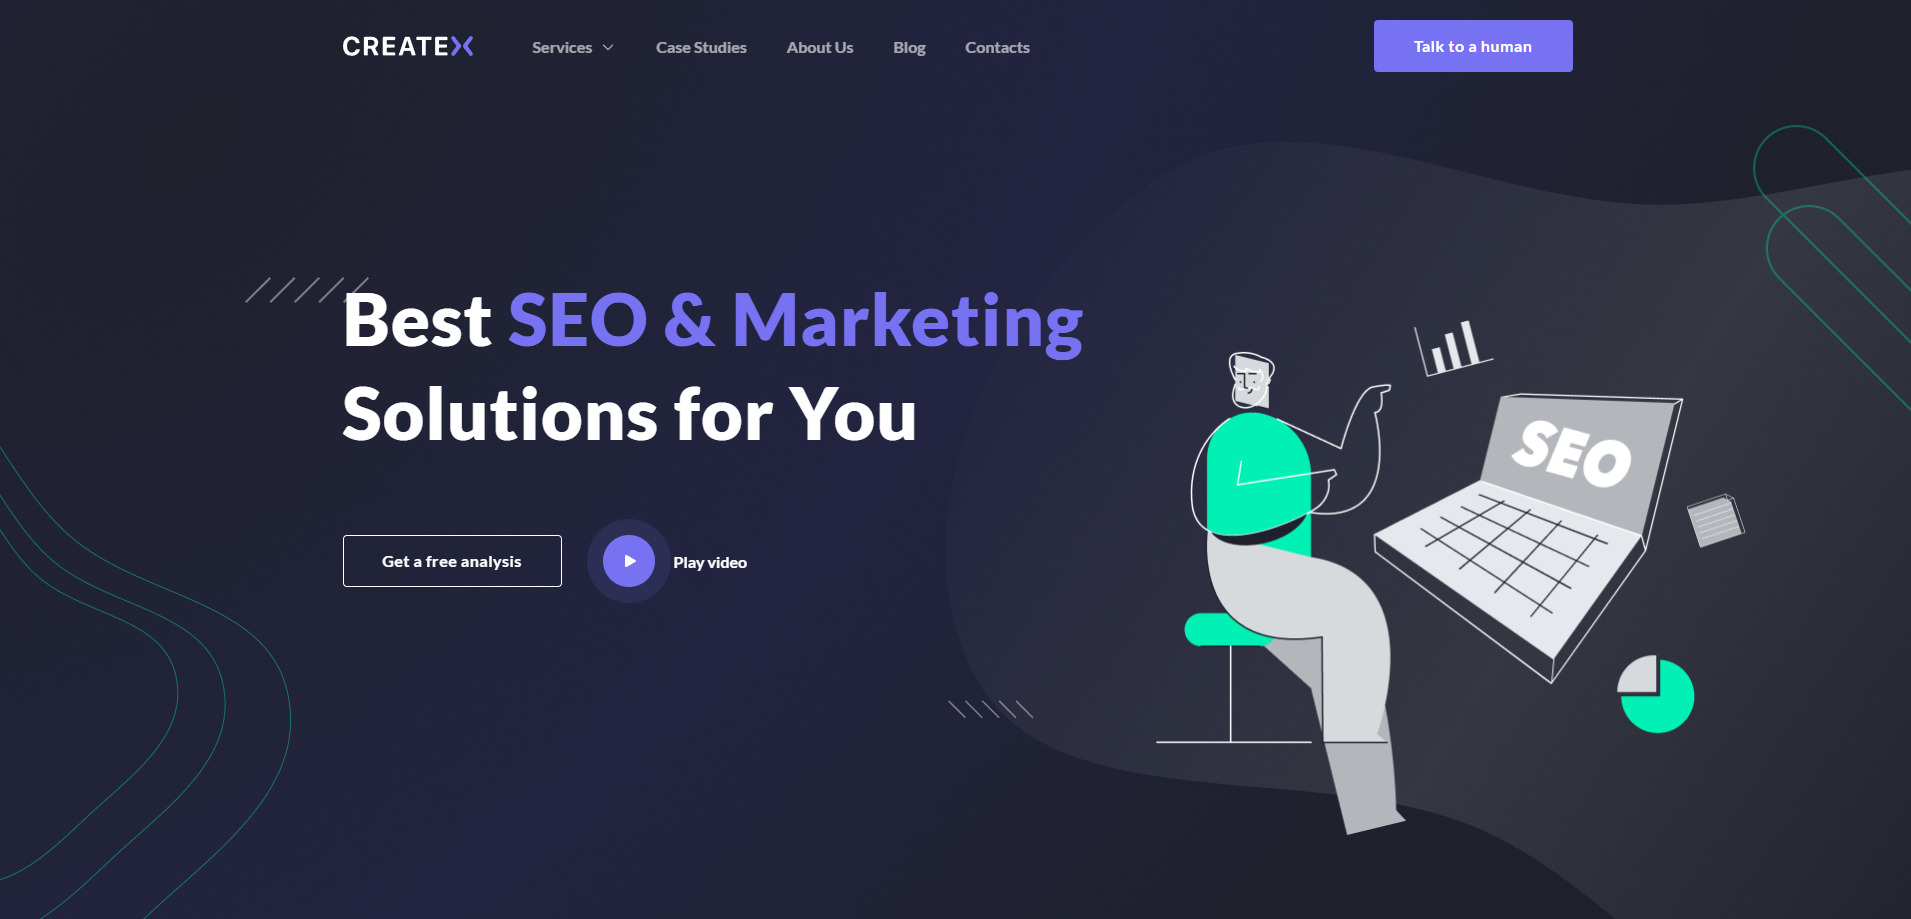 CREATEX
Services
Case Studies
About Us
Blog
Contacts
Talk to a human
Best SEO & Marketing
Solutions for You
SEO
Get a free analysis
Play video